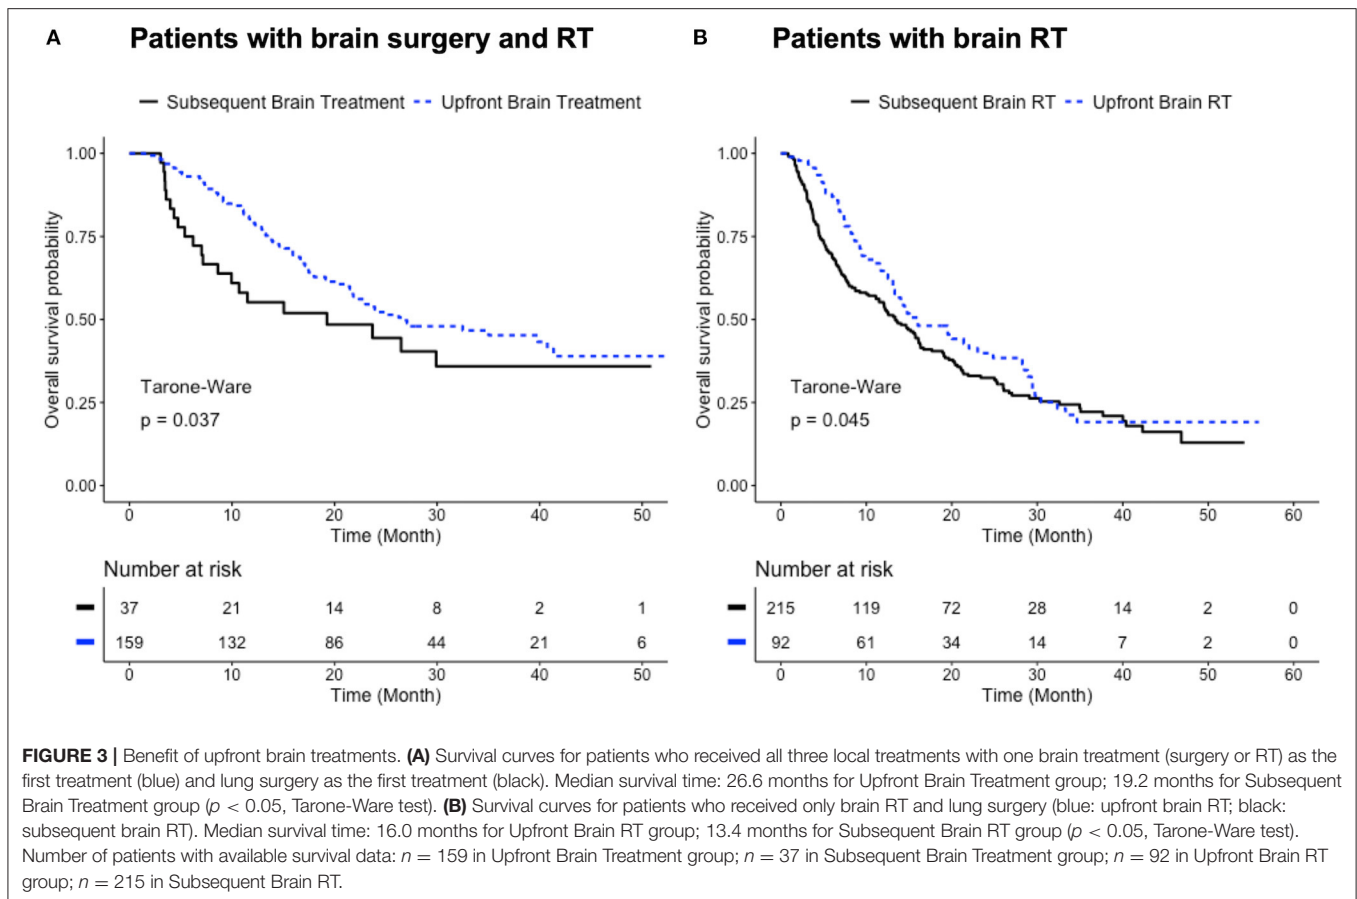 A Patients with brain surgery and RT
Subsequent Brain Treatment Upfront Brain Treatment
Overall survival probability
1.00
0.75
0.50
0.25
0.00
Tarone-Ware
p = 0.037
0 10 20 30 40 50
Time (Month)
Number at risk
37 21 14 8 2 1
159 132 86 44 21 6
0 10 20 30 40 50
Time (Month)
B Patients with brain RT
Subsequent Brain RT Upfront Brain RT
Overall survival probability
1.00
0.75
0.50
0.25
0.00
Tarone-Ware
p = 0.045
0 10 20 30 40 50 60
Time (Month)
Number at risk
215 119 72 28 14 2 0
92 61 34 14 7 2 0
0 10 20 30 40 50 60
Time (Month)
FIGURE 3 | Benefit of upfront brain treatments. (A) Survival curves for patients who received all three local treatments with one brain treatment (surgery or RT) as the
first treatment (blue) and lung surgery as the first treatment (black). Median survival time: 26.6 months for Upfront Brain Treatment group; 19.2 months for Subsequent
Brain Treatment group (p < 0.05, Tarone-Ware test). (B) Survival curves for patients who received only brain RT and lung surgery (blue: upfront brain RT; black:
subsequent brain RT). Median survival time: 16.0 months for Upfront Brain RT group; 13.4 months for Subsequent Brain RT group (p < 0.05, Tarone-Ware test).
Number of patients with available survival data: n = 159 in Upfront Brain Treatment group; n = 37 in Subsequent Brain Treatment group; n = 92 in Upfront Brain RT
group; n = 215 in Subsequent Brain RT.